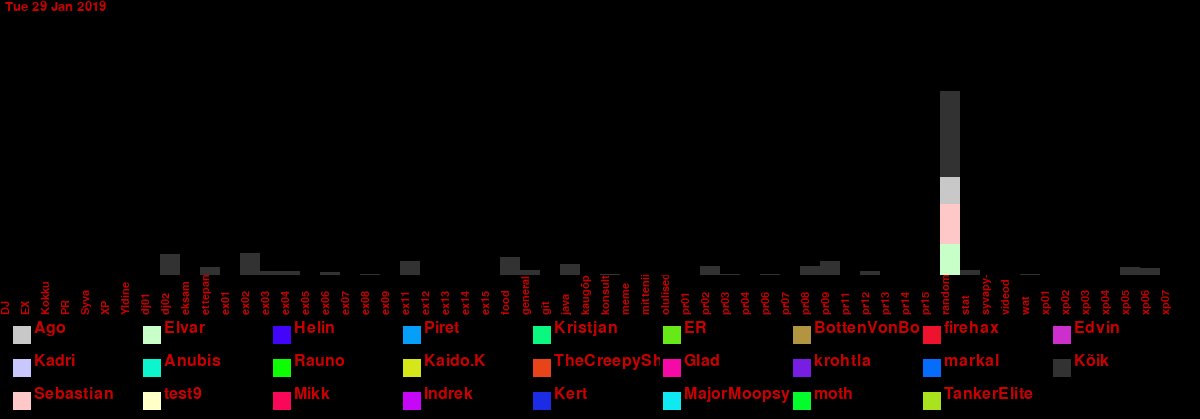 Tue 29 Jan 2019
DJ EX Kokku PR Syva XP Yldine dj01 dj02 eksam ettepan ex01 ex02 ex03 ex04 ex05 ex06 ex07 ex08 ex09 ex11 ex12 ex13 ex14 ex15 food general git java kaugõp konsult meme mittenii olulised pr01 pr02 pr03 pr04 pr06 pr07 pr08 pr09 pr11 pr12 pr13 pr14 pr15 random stat syvapy- videod wat xp01 xp02 xp03 xp04 xp05 xp06 xp07
Ago Elvar Helin Piret Kristjan ER BottenVonBo firehax Edvin
Kadri Anubis Rauno Kaido.K TheCreepySh Glad krohtla markal Kõik
Sebastian test9 Mikk Indrek Kert MajorMoopsy moth TankerElite